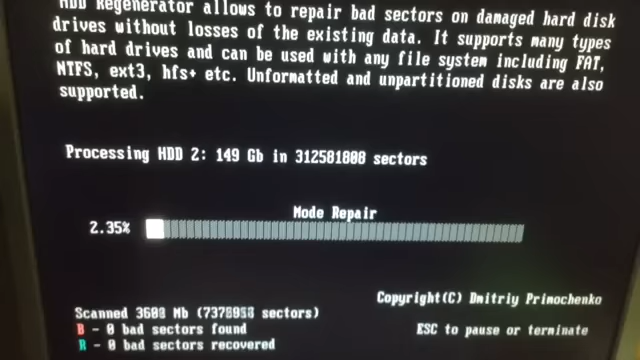 HDD Regenerator allows to repair bad sectors on damaged hard disk
drives without losses of the existing data. It supports many types
of hard drives and can be used with any file system including FAT,
NTFS, ext3, hfs+ etc. Unformatted and unpartitioned disks are also
supported.
Processing HDD 2: 149 Gb in 312581808 sectors
Mode Repair
2.35%
Copyright(C) Dmitriy Primochenko
Scanned Mb sectors)
B - 0 bad sectors found
ESC to pause or terminate
R - 0 bad sectors recovered